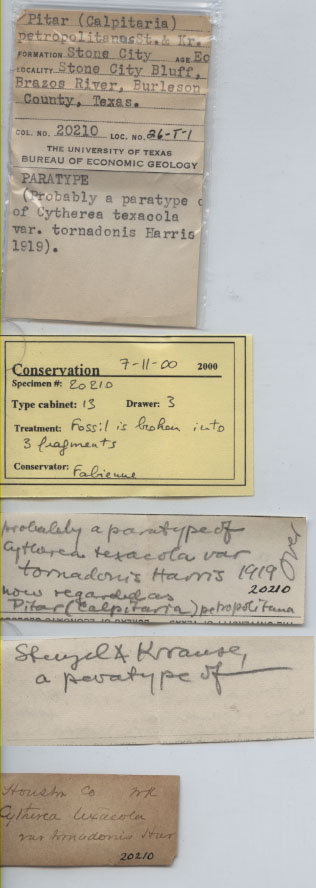 Pitar (Calpitaria)
petropolitanasSt.& Kr.
FORMATION Stone City AGE Eo
LOCALITY Stone City Bluff,
Brazos River, Burleson
County, Texas.
COL. NO. 20210 LOC. NO. 26-T-1
THE UNIVERSITY OF TEXAS
BUREAU OF ECONOMIC GEOLOGY
PARATYPE
(Probably a paratype o
of Cytherea texacola
var. tornadonis Harris
1919).
Conservation 7-11-00 2000
Specimen #: 20210
Type cabinet: 13 Drawer: 3
Treatment: Fossil is broken into
3 fragments
Conservator: Fabienne
probably a paratype of
Cytherea texacola var
tornadonis Harris 1919
over
now regarded as 20210
Pitar (Calpitaria) petropolitana
Stenzel & Krause,
a paratype of
Houston Co
Cytherea texacola
var tornadonis Harr
20210